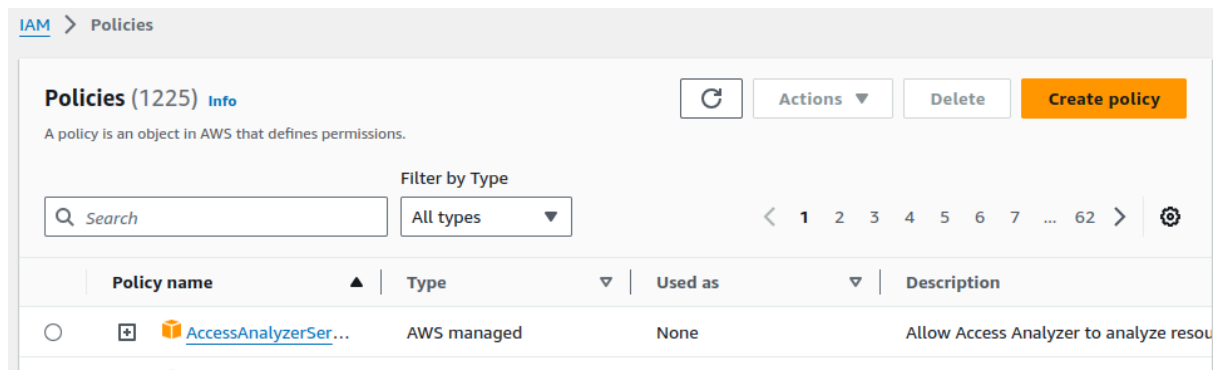 IAM > Policies
Policies (1225) Info
Actions Delete Create policy
A policy is an object in AWS that defines permissions.
Filter by Type
Search All types 1 2 3 4 5 6 7 ... 62
Policy name Type Used as Description
AccessAnalyzerSer... AWS managed None Allow Access Analyzer to analyze resou